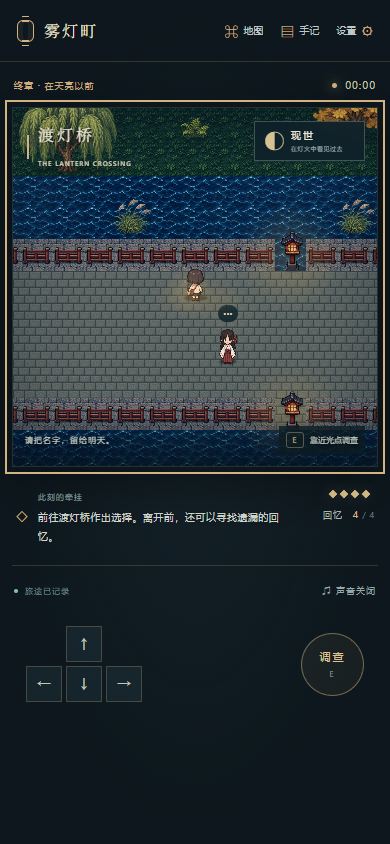 雾灯町
地图
手记
设置
终章 · 在天亮以前
00:00
渡灯桥
THE LANTERN CROSSING
现世
在灯火中看见过去
请把名字，留给明天。
E 靠近光点调查
此刻的牵挂
前往渡灯桥作出选择。离开前，还可以寻找遗漏的回
忆。
回忆 4 / 4
旅途已记录
声音关闭
↑
← ↓ →
调查
E